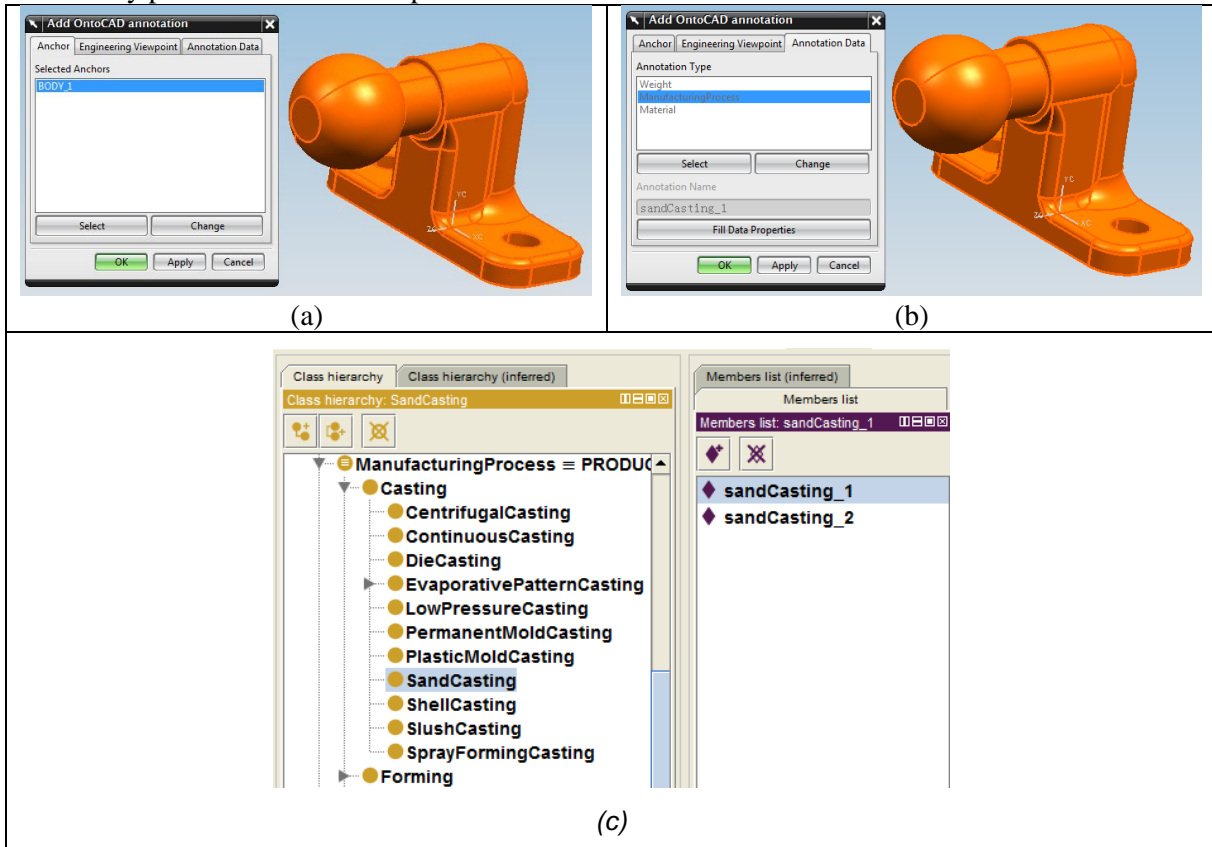 Add OntoCAD annotation
Anchor Engineering Viewpoint Annotation Data
Selected Anchors
BODY_1
Select Change
OK Apply Cancel
YC
ZC XC
(a)
Add OntoCAD annotation
Anchor Engineering Viewpoint Annotation Data
Annotation Type
Weight
ManufacturingProcess
Material
Select Change
Annotation Name
sandCasting_1
Fill Data Properties
OK Apply Cancel
YC
ZC XC
(b)
Class hierarchy Class hierarchy (inferred)
Class hierarchy: SandCasting
ManufacturingProcess ≡ PRODUC
Casting
CentrifugalCasting
ContinuousCasting
DieCasting
EvaporativePatternCasting
LowPressureCasting
PermanentMoldCasting
PlasticMoldCasting
SandCasting
ShellCasting
SlushCasting
SprayFormingCasting
Forming
Members list (inferred)
Members list
Members list: sandCasting_1
sandCasting_1
sandCasting_2
(c)